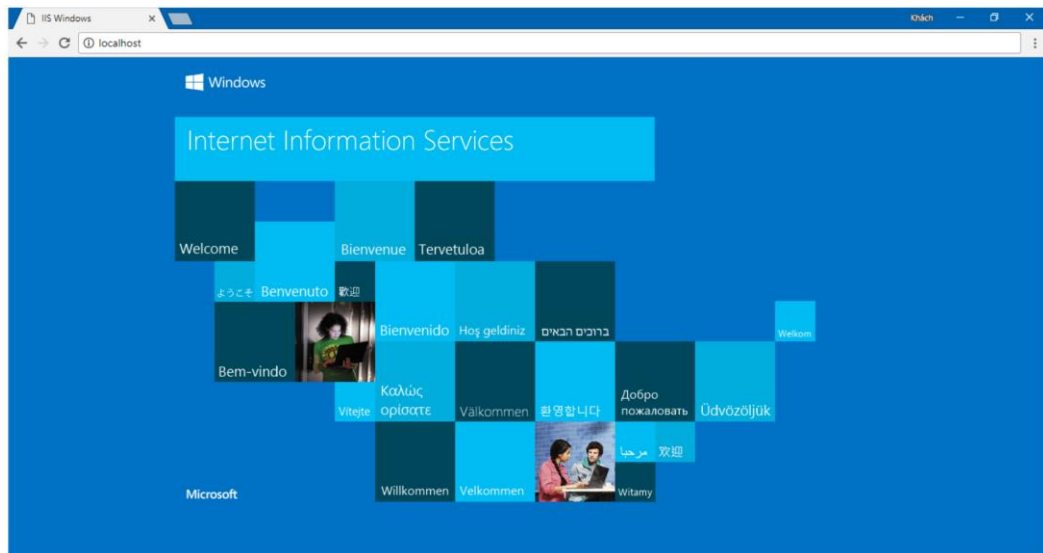 IIS Windows
Khách
localhost
Windows
Internet Information Services
Welcome
Bienvenue
Tervetuloa
ようこそ
Benvenuto
歡迎
Bienvenido
Hoş geldiniz
ברוכים הבאים
Welkom
Bem-vindo
Vítejte
Καλώς
ορίσατε
Välkommen
환영합니다
Добро
пожаловать
Üdvözöljük
مرحبا
欢迎
Microsoft
Willkommen
Velkommen
Witamy